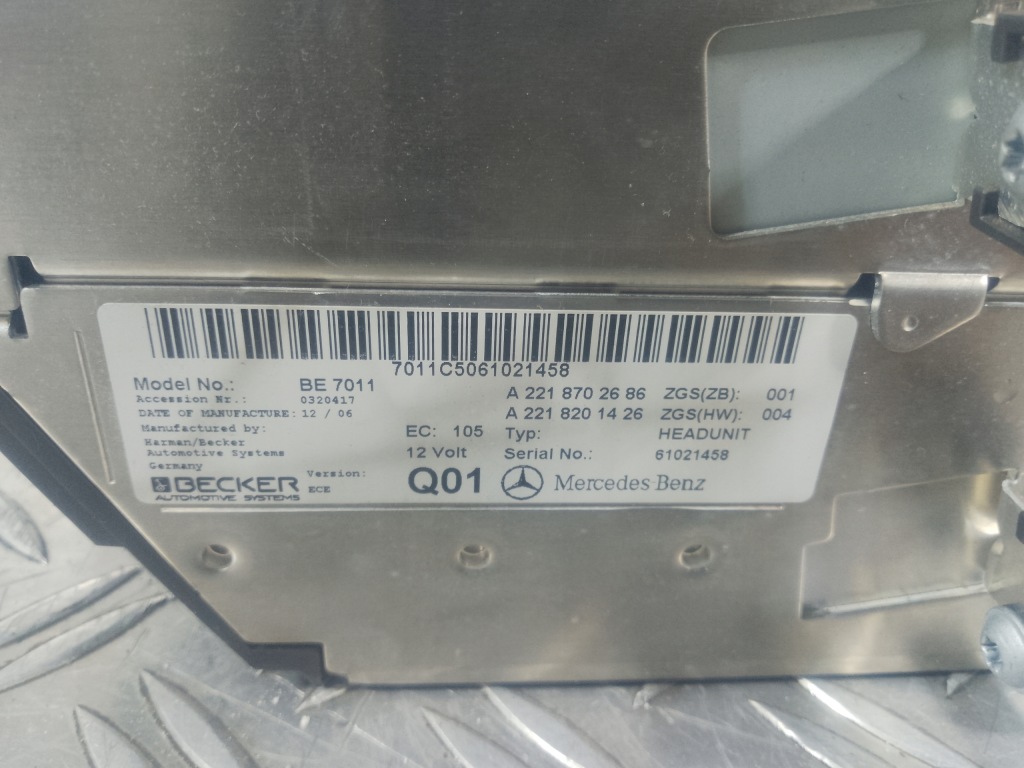 7011C5061021458
Model No.: BE 7011 A 221 870 26 86 ZGS(ZB): 001
Accession Nr.: 0320417
DATE OF MANUFACTURE: 12 / 06 A 221 820 14 26 ZGS(HW): 004
Manufactured by: EC: 105 Typ: HEADUNIT
Harman/Becker
Automotive Systems 12 Volt Serial No.: 61021458
Germany
Version: ECE Q01 Mercedes-Benz
BECKER
AUTOMOTIVE SYSTEMS